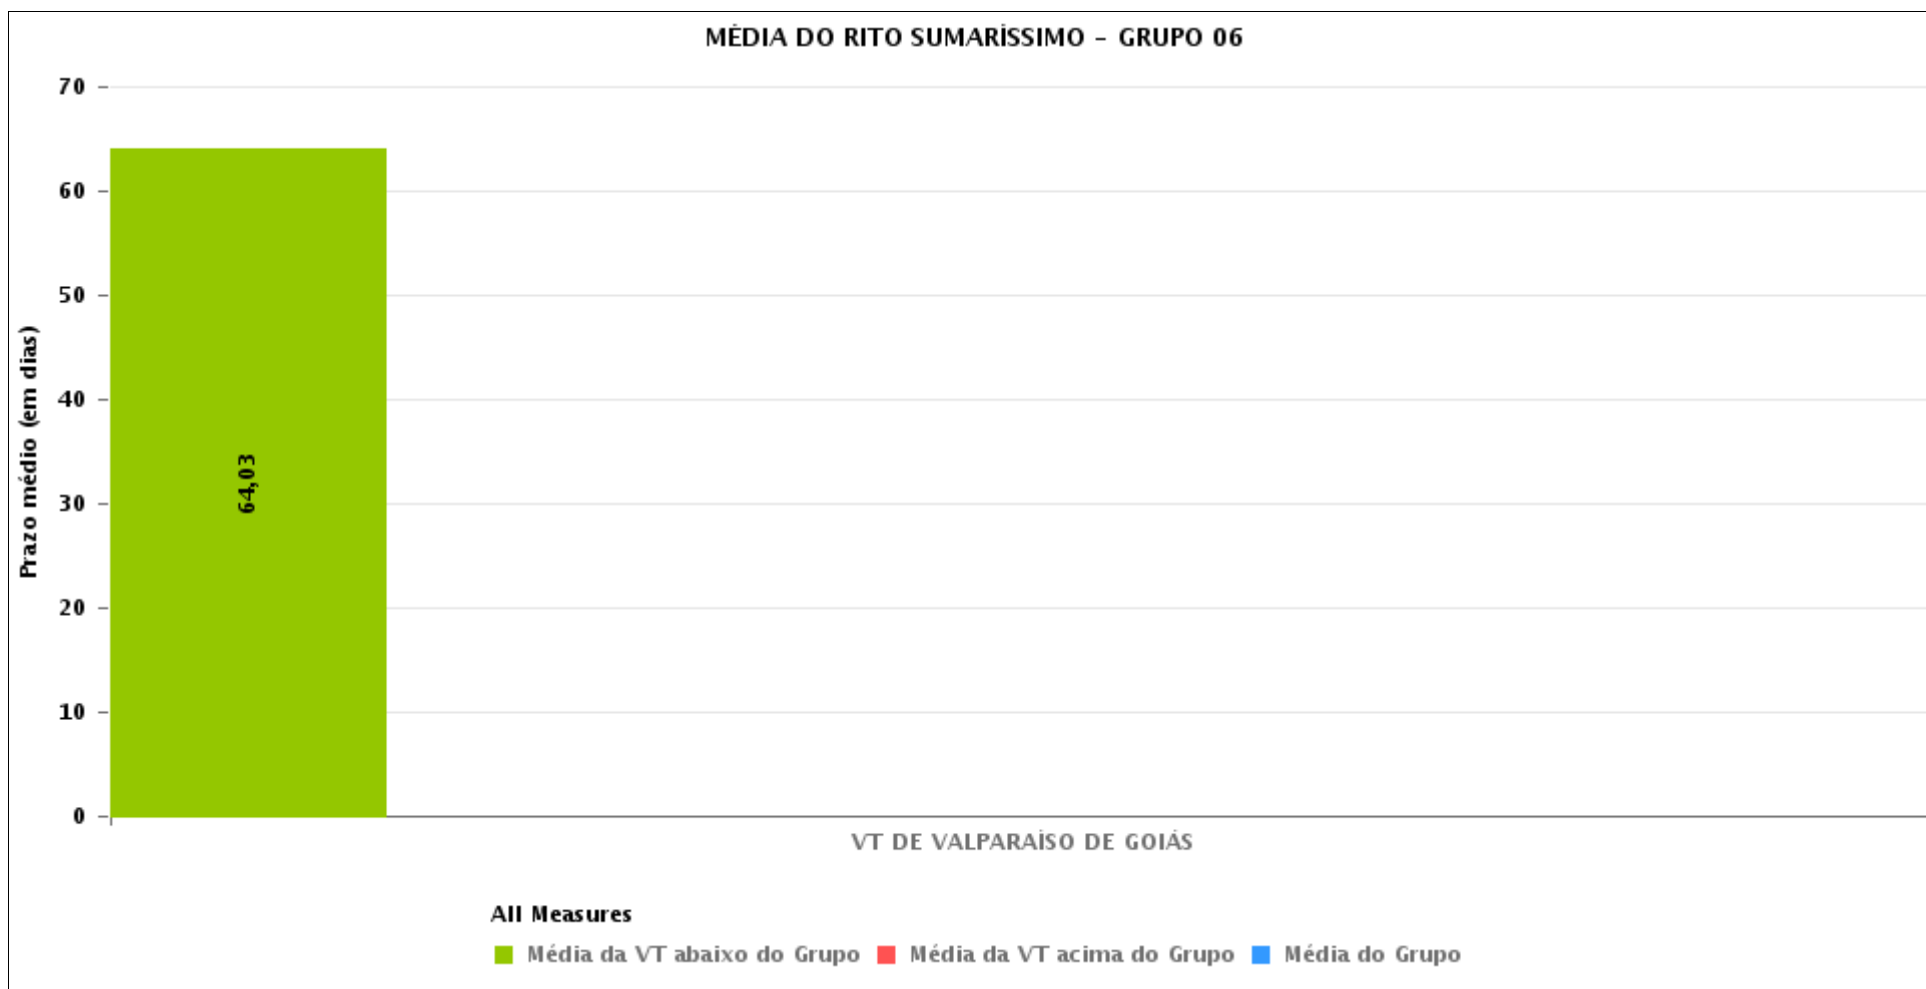 MÉDIA DO RITO SUMARÍSSIMO - GRUPO 06
70
60
50
40
30
20
10
0
Prazo médio (em dias)
64,03
VT DE VALPARAÍSO DE GOIÁS
All Measures
Média da VT abaixo do Grupo Média da VT acima do Grupo Média do Grupo